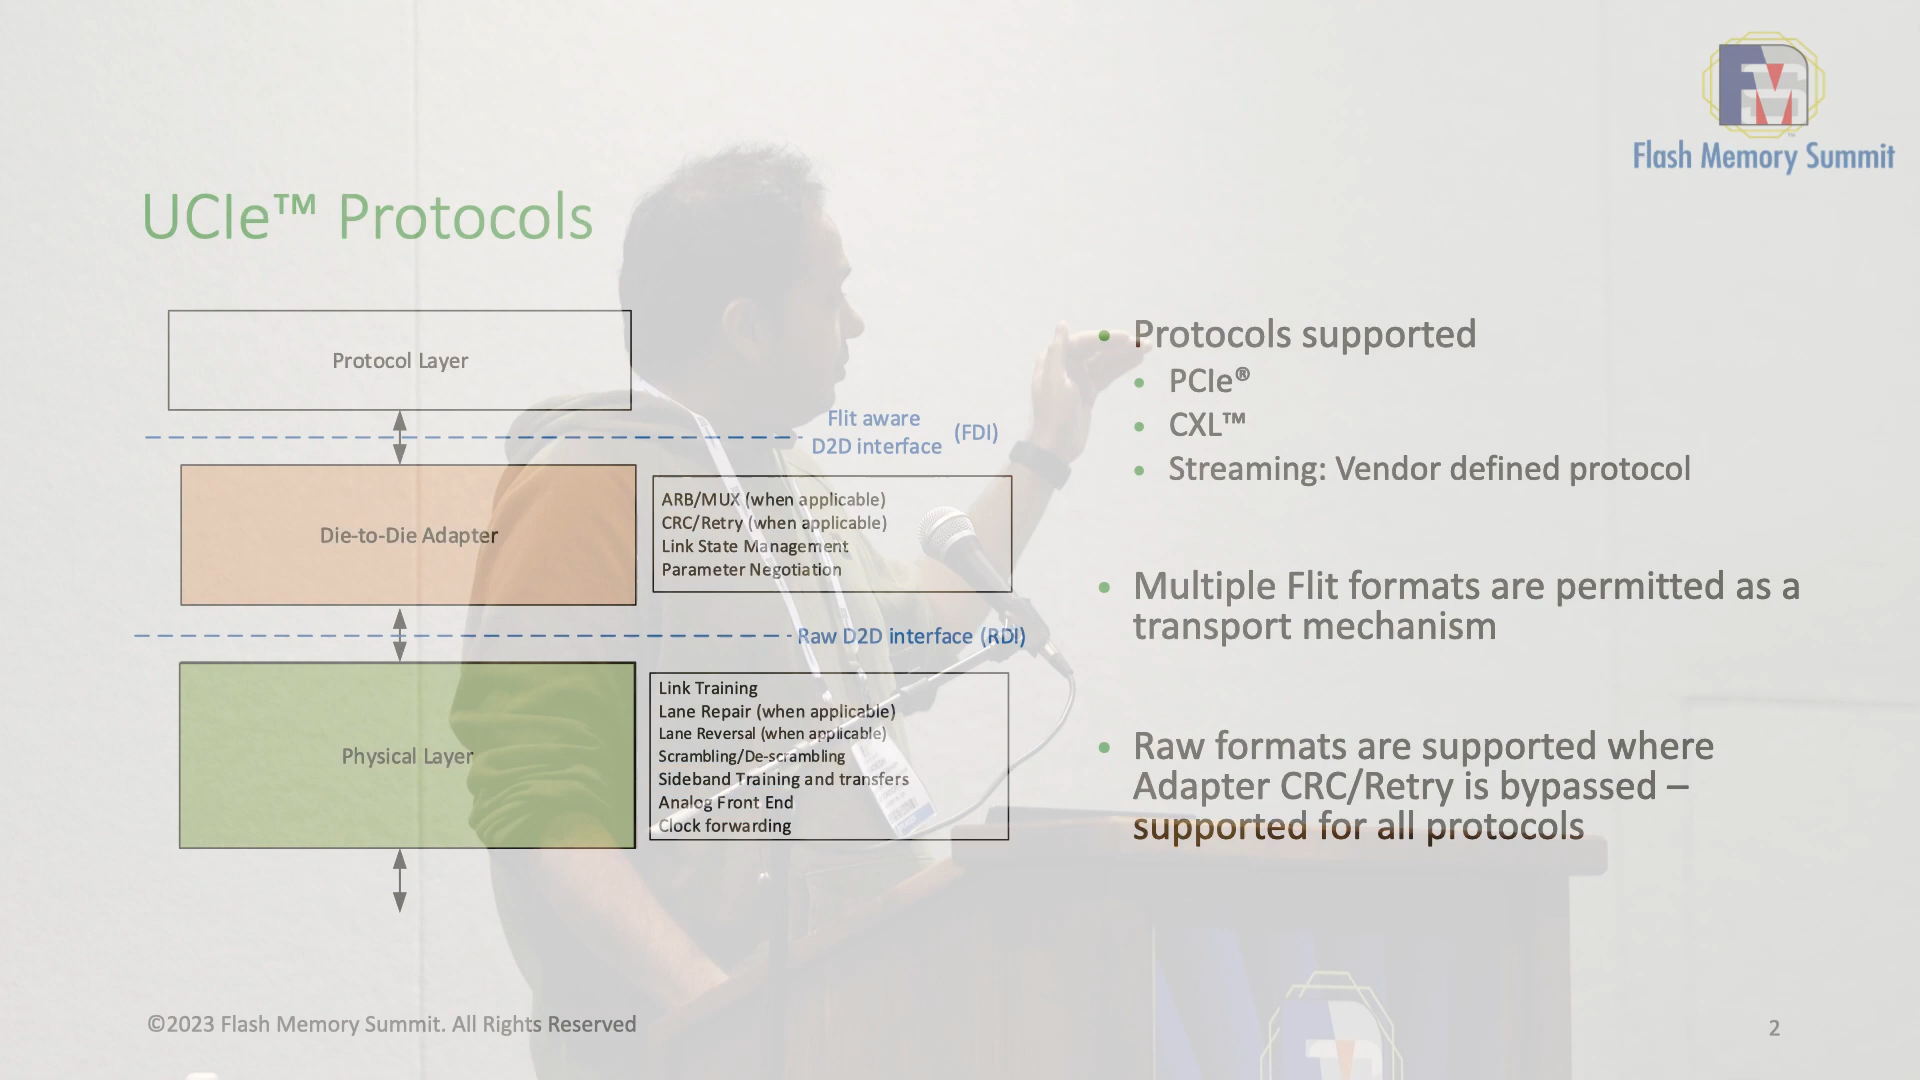 Flash Memory Summit
UCIe™ Protocols
Protocol Layer
Flit aware
D2D interface
(FDI)
Die-to-Die Adapter
ARB/MUX (when applicable)
CRC/Retry (when applicable)
Link State Management
Parameter Negotiation
Raw D2D interface (RDI)
Physical Layer
Link Training
Lane Repair (when applicable)
Lane Reversal (when applicable)
Scrambling/De-scrambling
Sideband Training and transfers
Analog Front End
Clock forwarding
• Protocols supported
• PCIe®
• CXL™
• Streaming: Vendor defined protocol
• Multiple Flit formats are permitted as a
transport mechanism
• Raw formats are supported where
Adapter CRC/Retry is bypassed –
supported for all protocols
©2023 Flash Memory Summit. All Rights Reserved
2